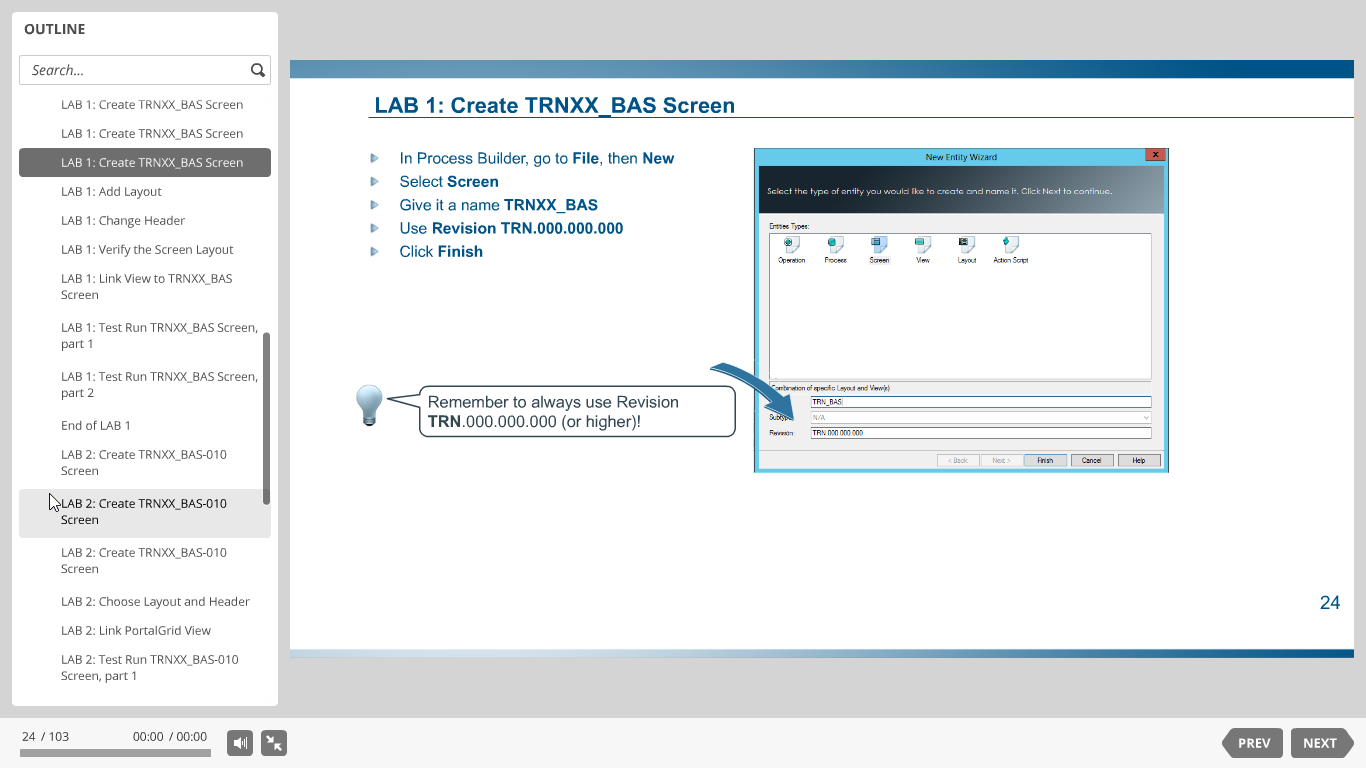 OUTLINE
Search...
LAB 1: Create TRNXX_BAS Screen
LAB 1: Create TRNXX_BAS Screen
LAB 1: Create TRNXX_BAS Screen
LAB 1: Add Layout
LAB 1: Change Header
LAB 1: Verify the Screen Layout
LAB 1: Link View to TRNXX_BAS
Screen
LAB 1: Test Run TRNXX_BAS Screen,
part 1
LAB 1: Test Run TRNXX_BAS Screen,
part 2
End of LAB 1
LAB 2: Create TRNXX_BAS-010
Screen
LAB 2: Create TRNXX_BAS-010
Screen
LAB 2: Create TRNXX_BAS-010
Screen
LAB 2: Choose Layout and Header
LAB 2: Link PortalGrid View
LAB 2: Test Run TRNXX_BAS-010
Screen, part 1
LAB 1: Create TRNXX_BAS Screen
In Process Builder, go to File, then New
Select Screen
Give it a name TRNXX_BAS
Use Revision TRN.000.000.000
Click Finish
Remember to always use Revision
TRN.000.000.000 (or higher)!
New Entity Wizard
x
Select the type of entity you would like to create and name it. Click Next to continue.
Entities Types:
Operation Process Screen View Layout Action Script
Combination of specific Layout and View(s)
TRN_BAS
N/A
Revision: TRN.000.000.000
< Back Next > Finish Cancel Help
24
24 / 103 00:00 / 00:00
PREV NEXT